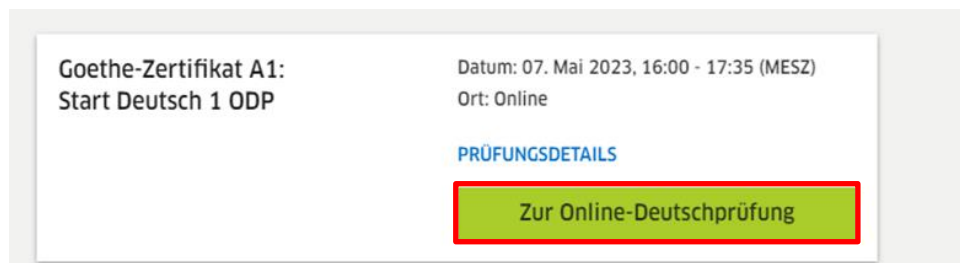 Goethe-Zertifikat A1:
Start Deutsch 1 ODP
Datum: 07. Mai 2023, 16:00 - 17:35 (MESZ)
Ort: Online
PRÜFUNGSDETAILS
Zur Online-Deutschprüfung